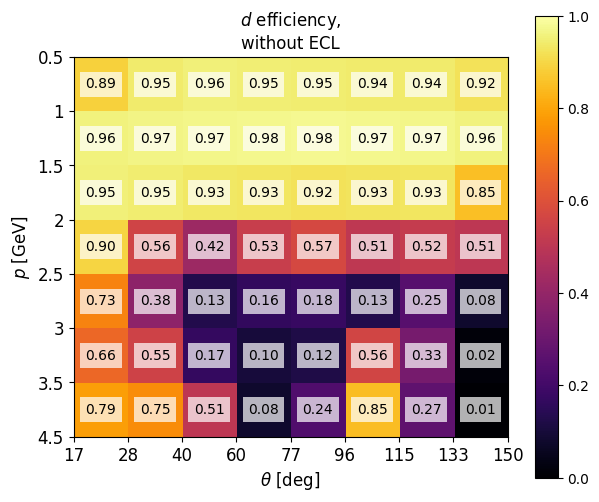 d efficiency,
without ECL
0.5
0.89 0.95 0.96 0.95 0.95 0.94 0.94 0.92
1
0.96 0.97 0.97 0.98 0.98 0.97 0.97 0.96
1.5
0.95 0.95 0.93 0.93 0.92 0.93 0.93 0.85
2
0.90 0.56 0.42 0.53 0.57 0.51 0.52 0.51
2.5
0.73 0.38 0.13 0.16 0.18 0.13 0.25 0.08
3
0.66 0.55 0.17 0.10 0.12 0.56 0.33 0.02
3.5
0.79 0.75 0.51 0.08 0.24 0.85 0.27 0.01
4.5
p [GeV]
17 28 40 60 77 96 115 133 150
θ [deg]
1.0
0.8
0.6
0.4
0.2
0.0